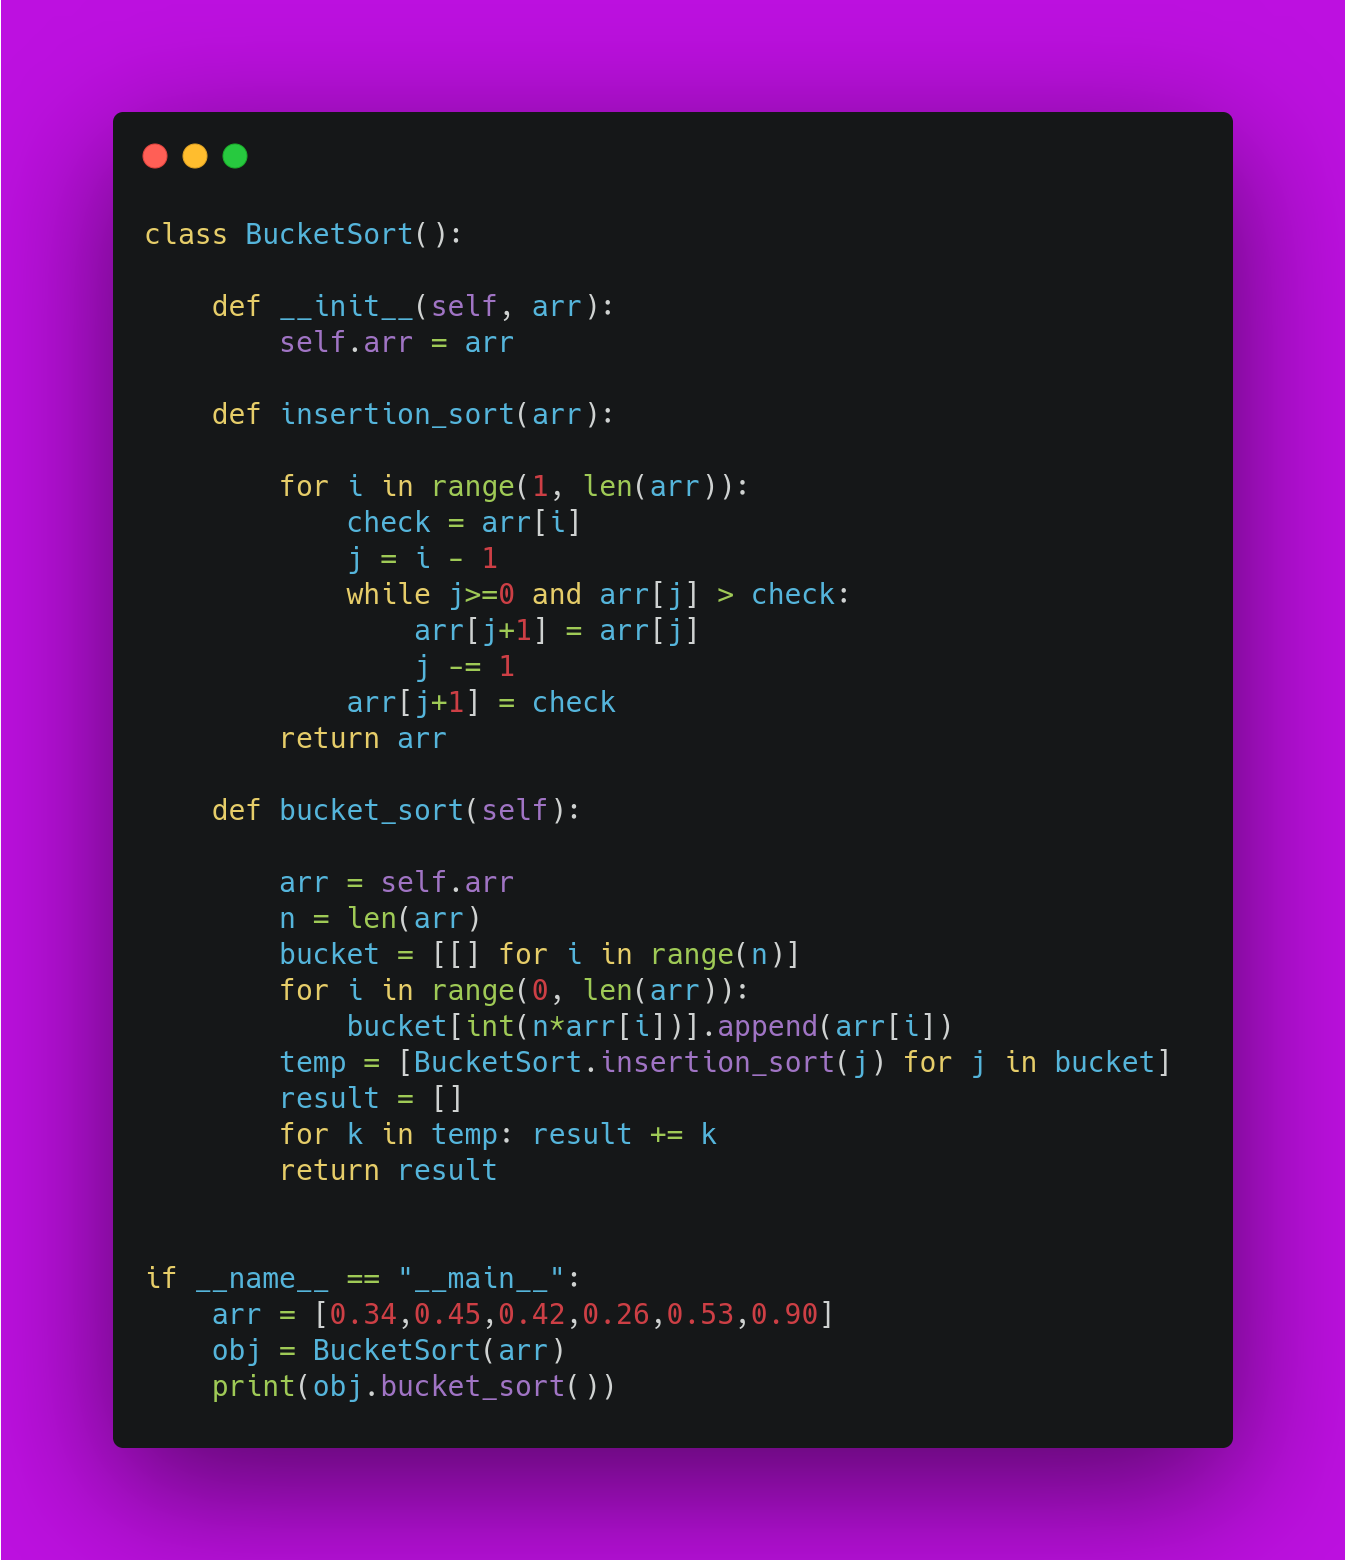 class BucketSort():

    def __init__(self, arr):
        self.arr = arr

    def insertion_sort(arr):

        for i in range(1, len(arr)):
            check = arr[i]
            j = i - 1
            while j>=0 and arr[j] > check:
                arr[j+1] = arr[j]
                j -= 1
            arr[j+1] = check
        return arr

    def bucket_sort(self):

        arr = self.arr
        n = len(arr)
        bucket = [[] for i in range(n)]
        for i in range(0, len(arr)):
            bucket[int(n*arr[i])].append(arr[i])
        temp = [BucketSort.insertion_sort(j) for j in bucket]
        result = []
        for k in temp: result += k
        return result


if __name__ == "__main__":
    arr = [0.34,0.45,0.42,0.26,0.53,0.90]
    obj = BucketSort(arr)
    print(obj.bucket_sort())